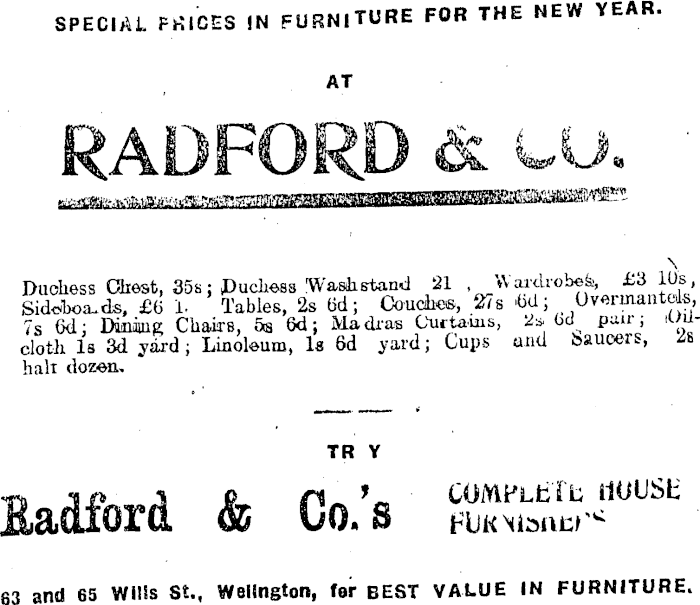 SPECIAL PRICES IN FURNITURE FOR THE NEW YEAR.
AT
RADFORD & CO.
Duchess Chest, 35s; Duchess Washstand 21 , Wardrobes, £3 10s,
Sideboards, £6 1. Tables, 2s 6d; Couches, 27s 6d; Overmantels,
7s 6d; Dining Chairs, 5s 6d; Madras Curtains, 2s 6d pair; Oil-
cloth 1s 3d yard; Linoleum, 1s 6d yard; Cups and Saucers, 2s
half dozen.
TRY
Radford & Co.'s COMPLETE HOUSE
FURNISHERS
63 and 65 Willis St., Wellington, for BEST VALUE IN FURNITURE.